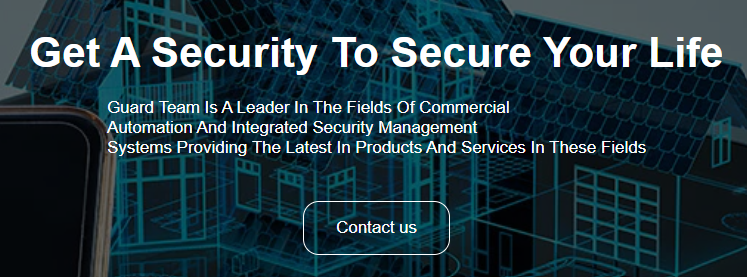 Get A Security To Secure Your Life
Guard Team Is A Leader In The Fields Of Commercial
Automation And Integrated Security Management
Systems Providing The Latest In Products And Services In These Fields
Contact us